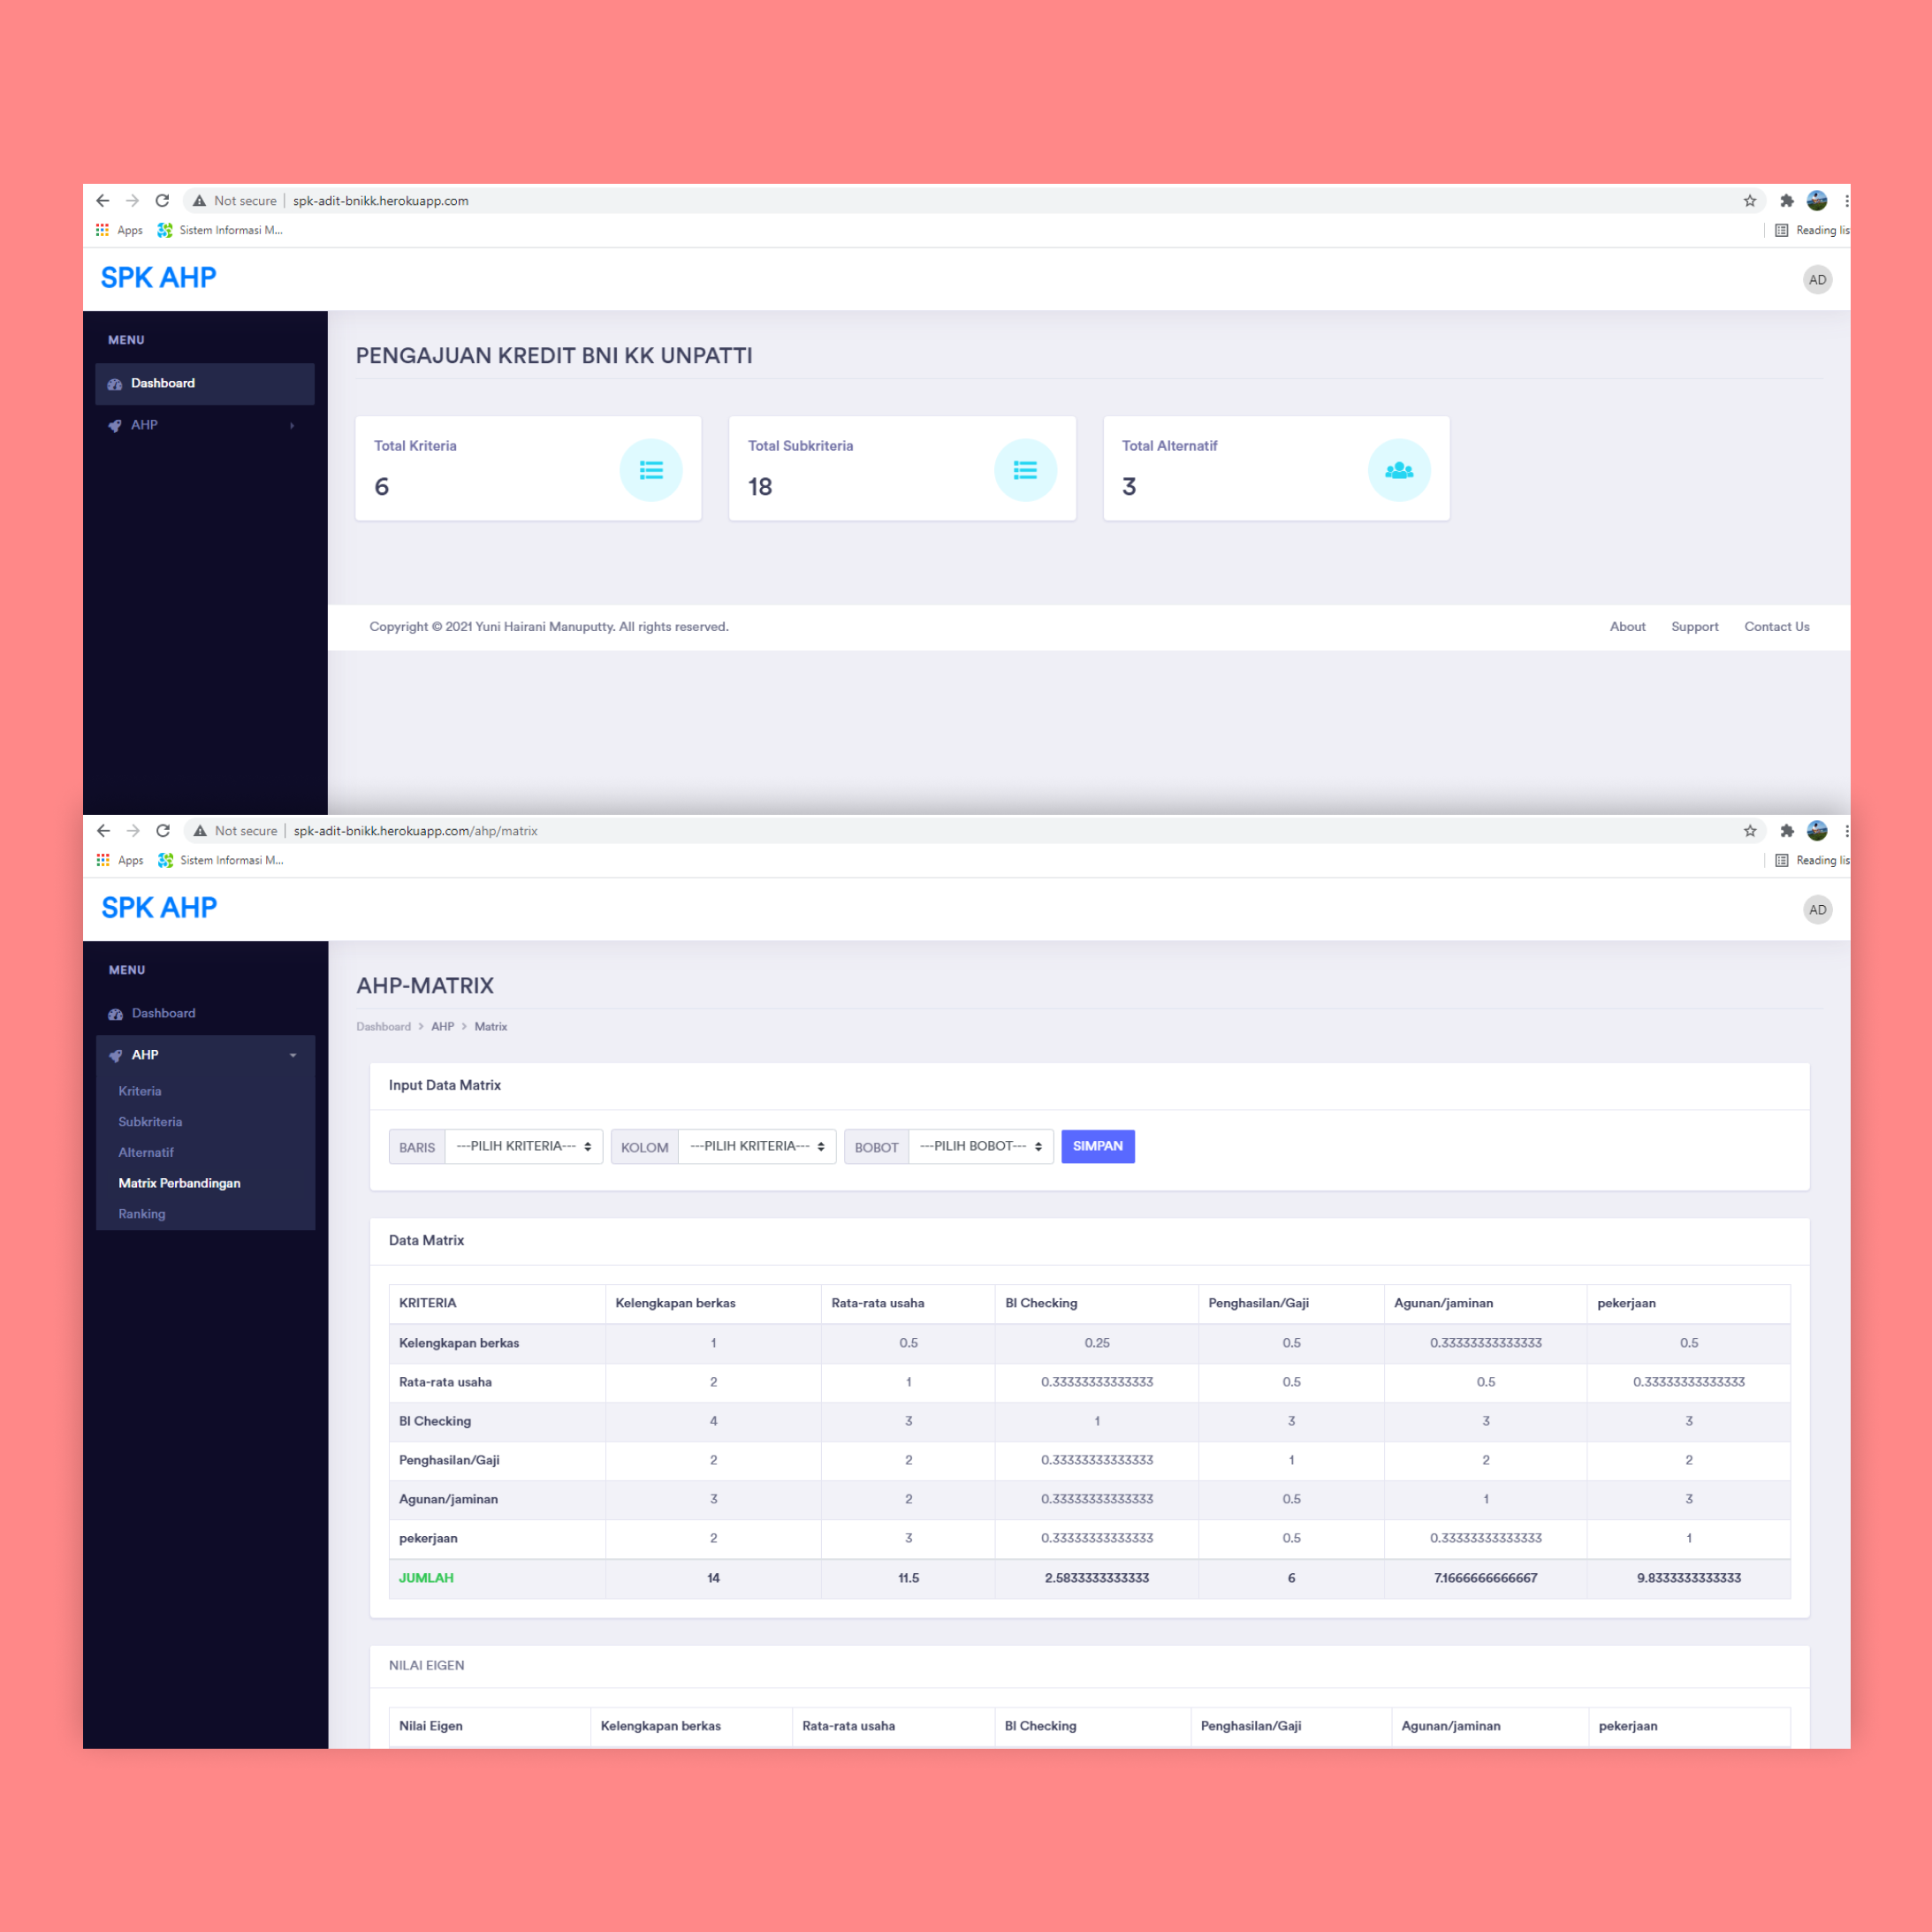 Not secure | spk-adit-bnikk.herokuapp.com
Apps Sistem Informasi M... Reading lis
SPK AHP AD
MENU
Dashboard
AHP
PENGAJUAN KREDIT BNI KK UNPATTI
Total Kriteria
6
Total Subkriteria
18
Total Alternatif
3
Copyright © 2021 Yuni Hairani Manuputty. All rights reserved. About Support Contact Us
Not secure | spk-adit-bnikk.herokuapp.com/ahp/matrix
Apps Sistem Informasi M... Reading lis
SPK AHP AD
MENU
Dashboard
AHP
Kriteria
Subkriteria
Alternatif
Matrix Perbandingan
Ranking
AHP-MATRIX
Dashboard > AHP > Matrix
Input Data Matrix
BARIS ---PILIH KRITERIA--- KOLOM ---PILIH KRITERIA--- BOBOT ---PILIH BOBOT--- SIMPAN
Data Matrix
KRITERIA Kelengkapan berkas Rata-rata usaha BI Checking Penghasilan/Gaji Agunan/jaminan pekerjaan
Kelengkapan berkas 1 0.5 0.25 0.5 0.33333333333333 0.5
Rata-rata usaha 2 1 0.33333333333333 0.5 0.5 0.33333333333333
BI Checking 4 3 1 3 3 3
Penghasilan/Gaji 2 2 0.33333333333333 1 2 2
Agunan/jaminan 3 2 0.33333333333333 0.5 1 3
pekerjaan 2 3 0.33333333333333 0.5 0.33333333333333 1
JUMLAH 14 11.5 2.5833333333333 6 7.1666666666667 9.8333333333333
NILAI EIGEN
Nilai Eigen Kelengkapan berkas Rata-rata usaha BI Checking Penghasilan/Gaji Agunan/jaminan pekerjaan